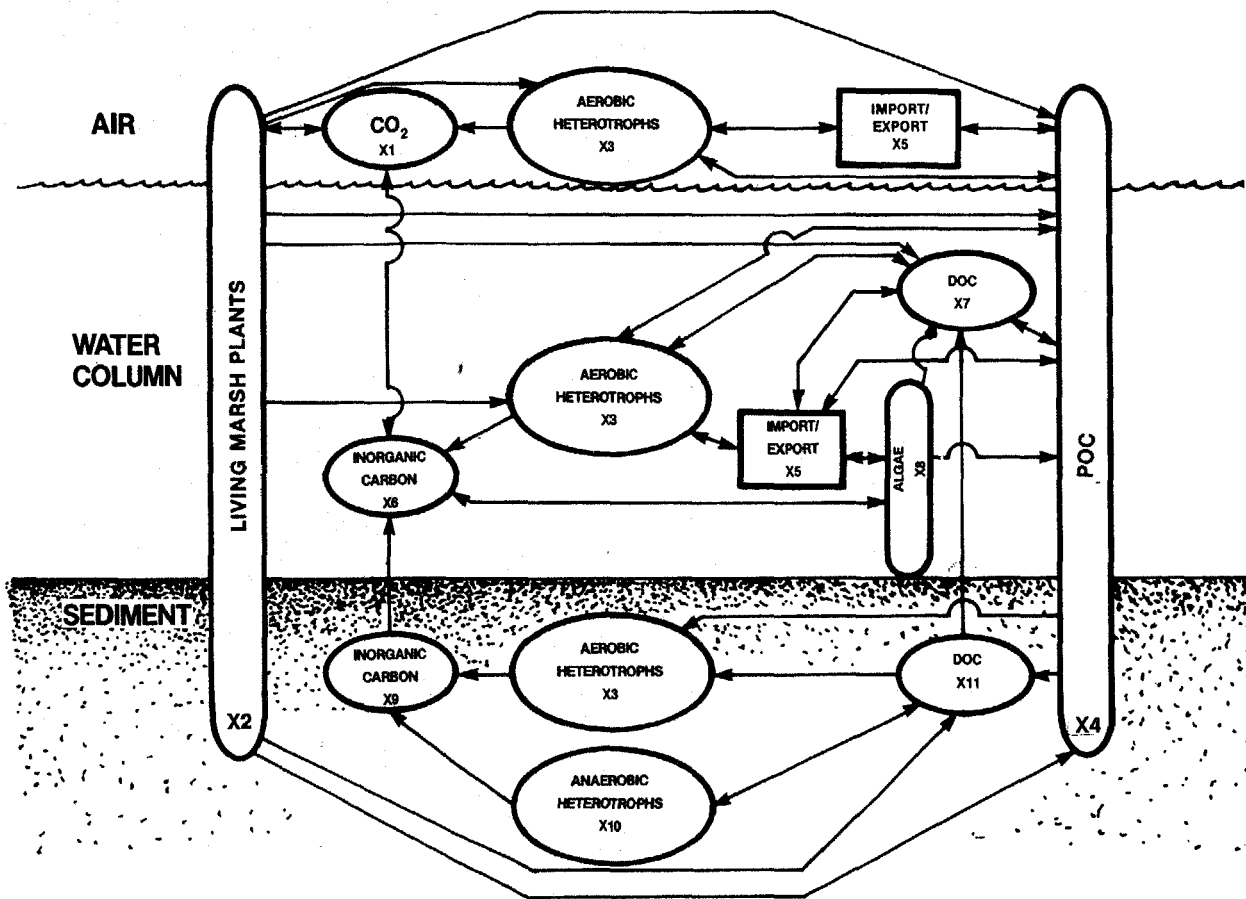 AIR
CO2
X1
AEROBIC
HETEROTROPHS
X3
IMPORT/
EXPORT
X5
WATER
COLUMN
LIVING MARSH PLANTS
X2
DOC
X7
AEROBIC
HETEROTROPHS
X3
IMPORT/
EXPORT
X5
ALGAE
X8
INORGANIC
CARBON
X6
POC
X4
SEDIMENT
INORGANIC
CARBON
X9
AEROBIC
HETEROTROPHS
X3
DOC
X11
ANAEROBIC
HETEROTROPHS
X10